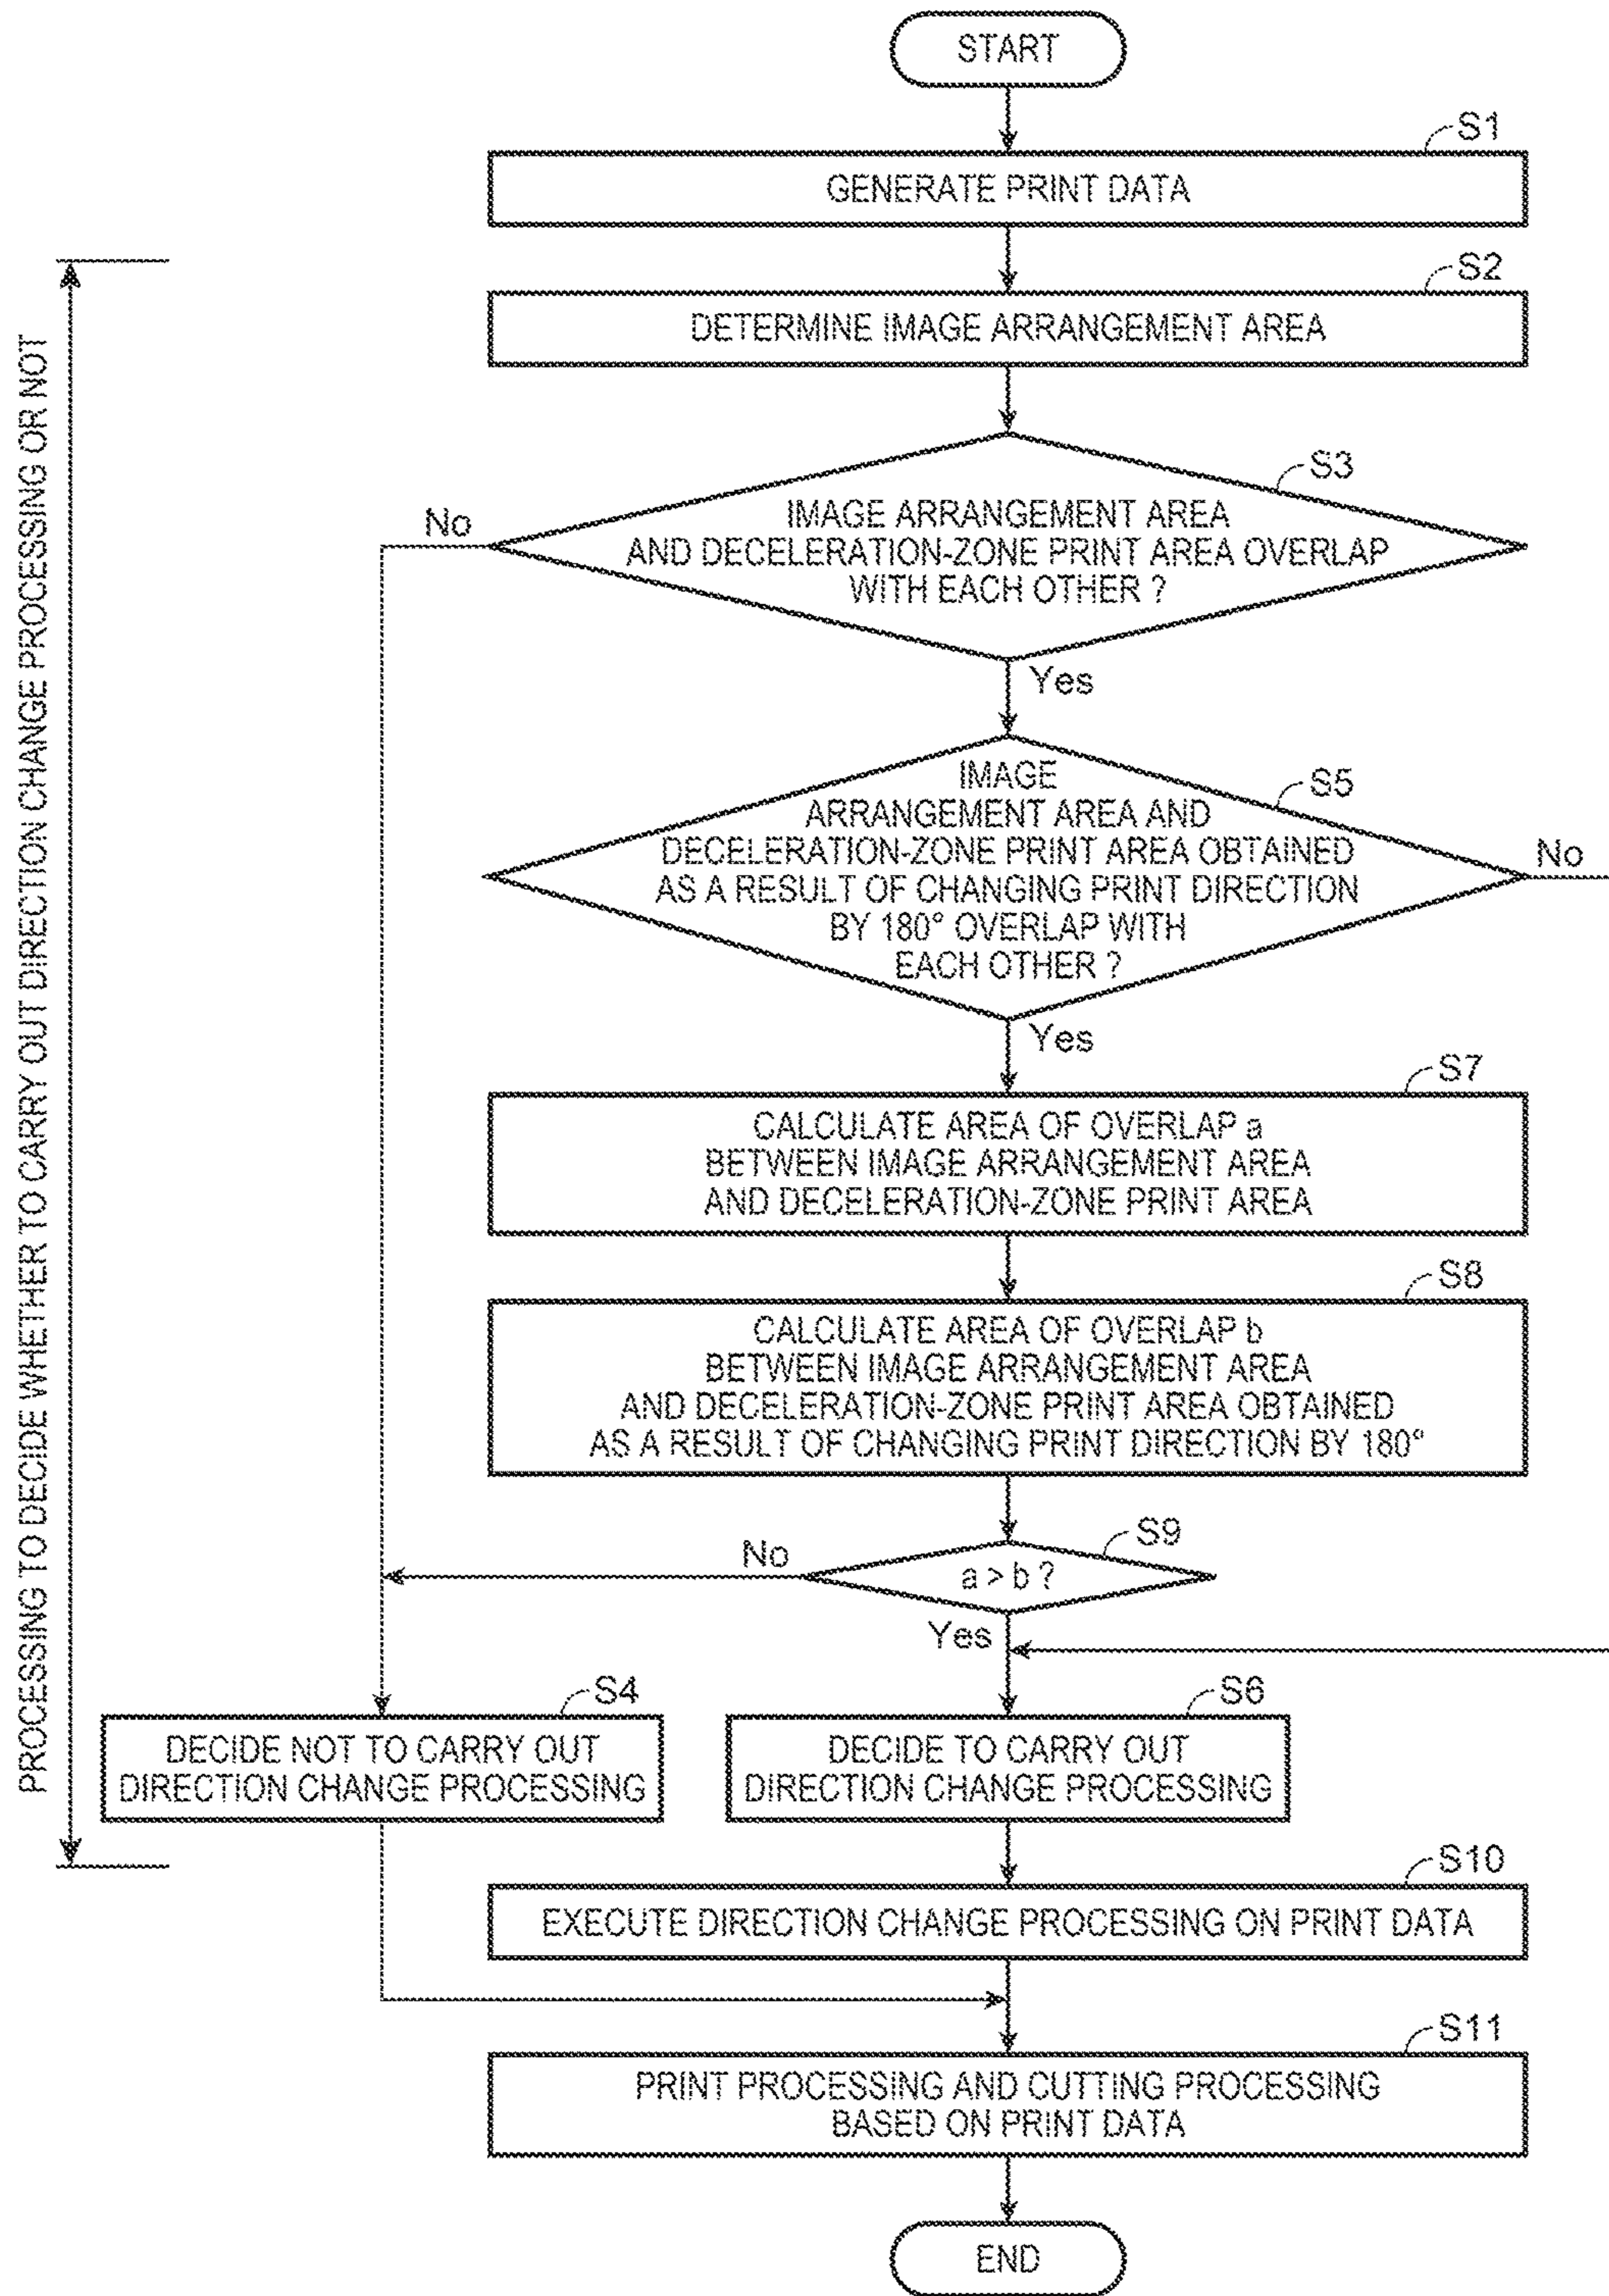 START
S1
GENERATE PRINT DATA
S2
DETERMINE IMAGE ARRANGEMENT AREA
PROCESSING TO DECIDE WHETHER TO CARRY OUT DIRECTION CHANGE PROCESSING OR NOT
S3
IMAGE ARRANGEMENT AREA
AND DECELERATION-ZONE PRINT AREA OVERLAP
WITH EACH OTHER ?
No
Yes
S5
IMAGE
ARRANGEMENT AREA AND
DECELERATION-ZONE PRINT AREA OBTAINED
AS A RESULT OF CHANGING PRINT DIRECTION
BY 180° OVERLAP WITH
EACH OTHER ?
No
Yes
S7
CALCULATE AREA OF OVERLAP a
BETWEEN IMAGE ARRANGEMENT AREA
AND DECELERATION-ZONE PRINT AREA
S8
CALCULATE AREA OF OVERLAP b
BETWEEN IMAGE ARRANGEMENT AREA
AND DECELERATION-ZONE PRINT AREA OBTAINED
AS A RESULT OF CHANGING PRINT DIRECTION BY 180°
S9
a > b ?
No
Yes
S4
DECIDE NOT TO CARRY OUT
DIRECTION CHANGE PROCESSING
S6
DECIDE TO CARRY OUT
DIRECTION CHANGE PROCESSING
S10
EXECUTE DIRECTION CHANGE PROCESSING ON PRINT DATA
S11
PRINT PROCESSING AND CUTTING PROCESSING
BASED ON PRINT DATA
END